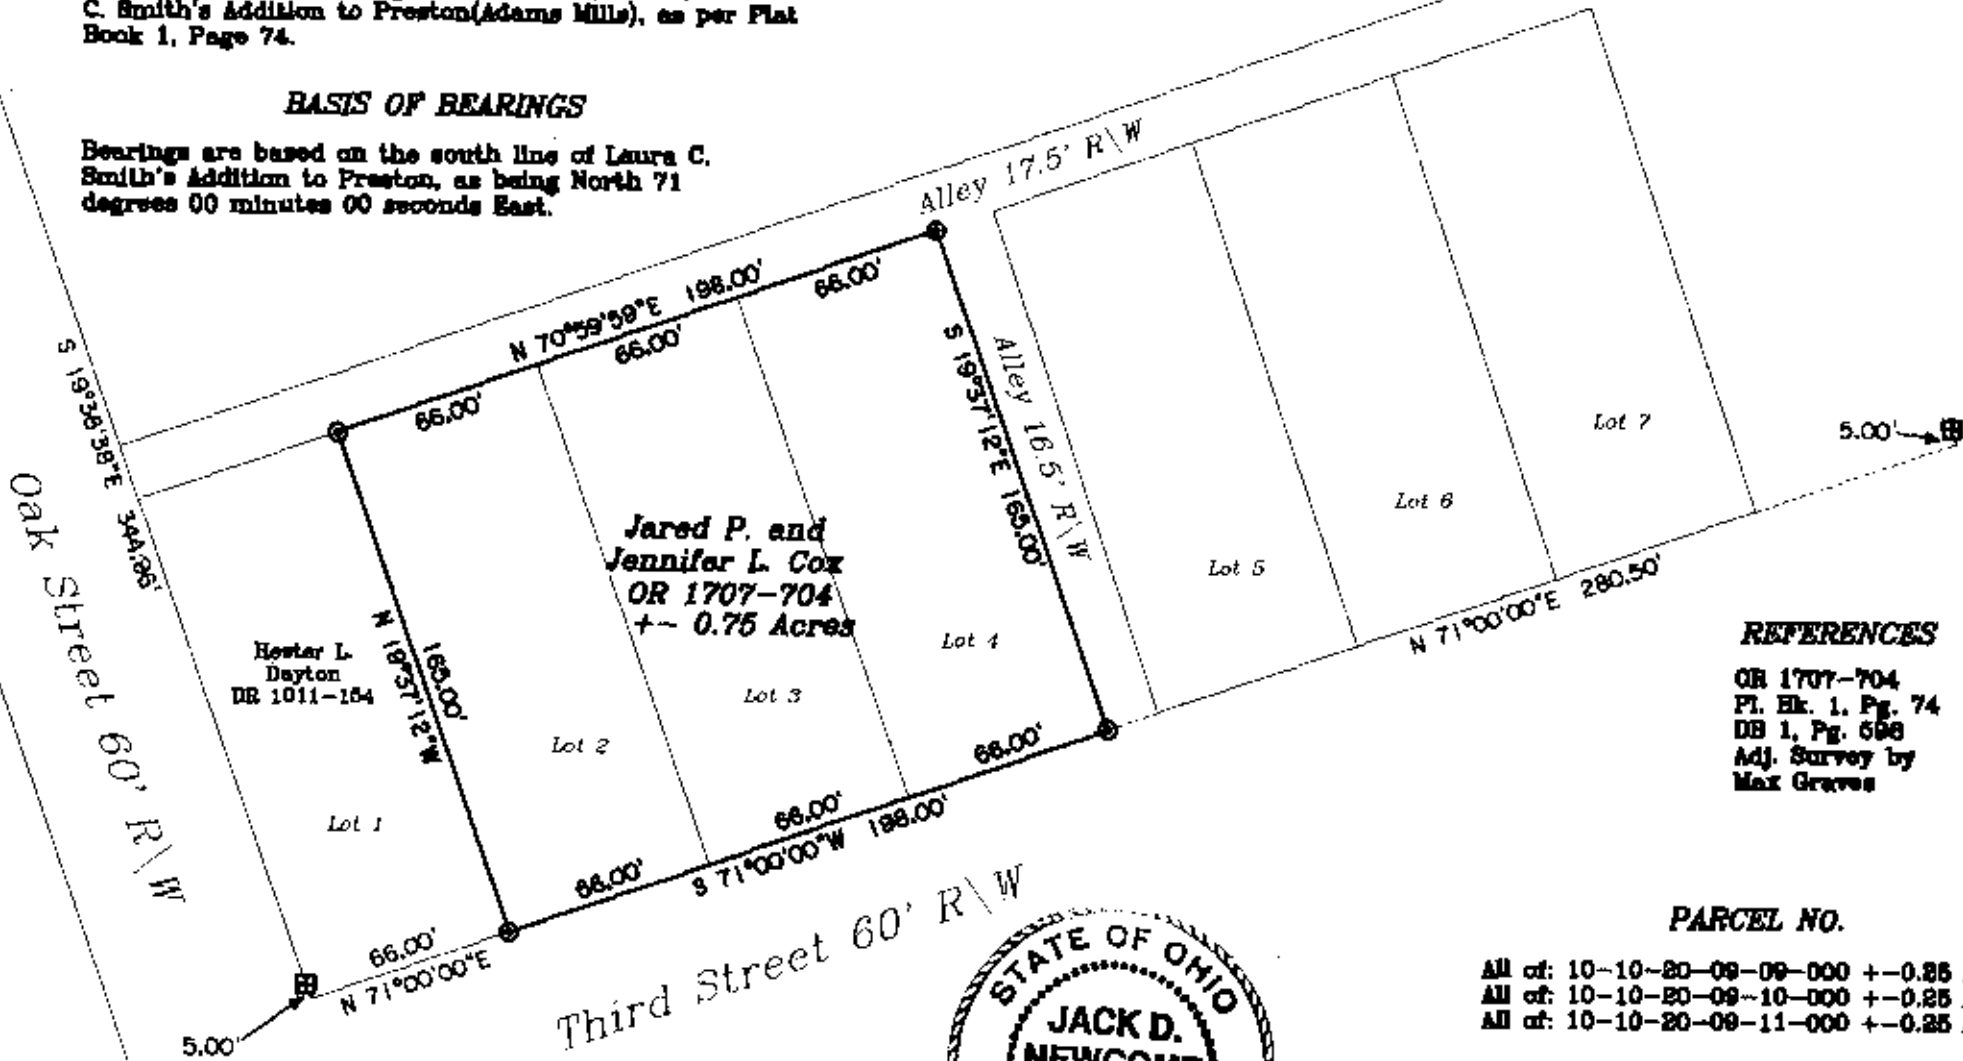 C. Smith's Addition to Preston(Adams Mills), as per Plat
Book 1, Page 74.
BASIS OF BEARINGS
Bearings are based on the south line of Laura C.
Smith's Addition to Preston, as being North 71
degrees 00 minutes 00 seconds East.
Alley 17.5' R\W
N 70°59'59"E 198.00'
66.00'
66.00'
66.00'
S 19°37'12"E 165.00'
Alley 16.5' R\W
S 19°38'38"E 344.86'
Oak Street 60' R\W
Hester L.
Dayton
DR 1011-154
N 19°37'12"W
165.00'
Jared P. and
Jennifer L. Cox
OR 1707-704
+- 0.75 Acres
Lot 1
Lot 2
Lot 3
Lot 4
Lot 5
Lot 6
Lot 7
5.00'
N 71°00'00"E 280.50'
66.00'
66.00'
66.00'
S 71°00'00"W 198.00'
66.00'
N 71°00'00"E
5.00'
Third Street 60' R\W
REFERENCES
OR 1707-704
Pl. Bk. 1, Pg. 74
DB 1, Pg. 598
Adj. Survey by
Max Graves
STATE OF OHIO
JACK D.
NEWCOME
PARCEL NO.
All of: 10-10-20-09-09-000 +-0.25
All of: 10-10-20-09-10-000 +-0.25
All of: 10-10-20-09-11-000 +-0.25